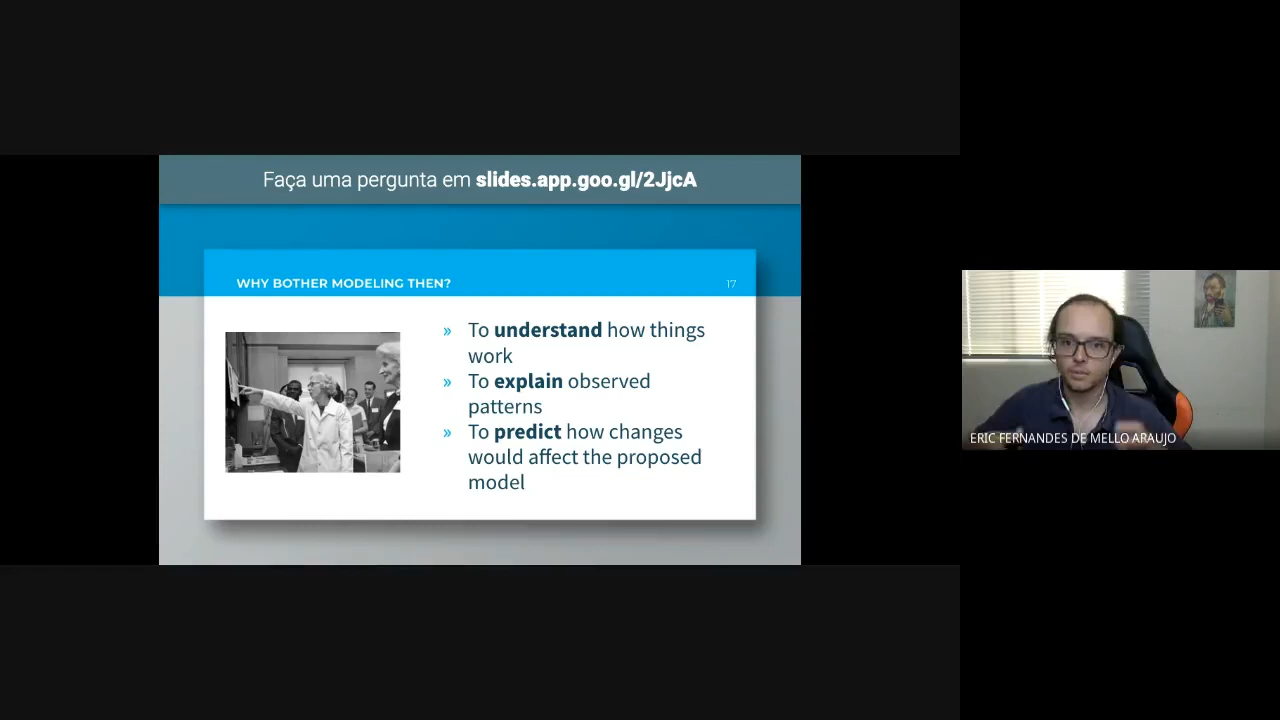 Faça uma pergunta em slides.app.goo.gl/2JjcA
WHY BOTHER MODELING THEN?
17
» To understand how things
work
» To explain observed
patterns
» To predict how changes
would affect the proposed
model
ERIC FERNANDES DE MELLO ARAUJO